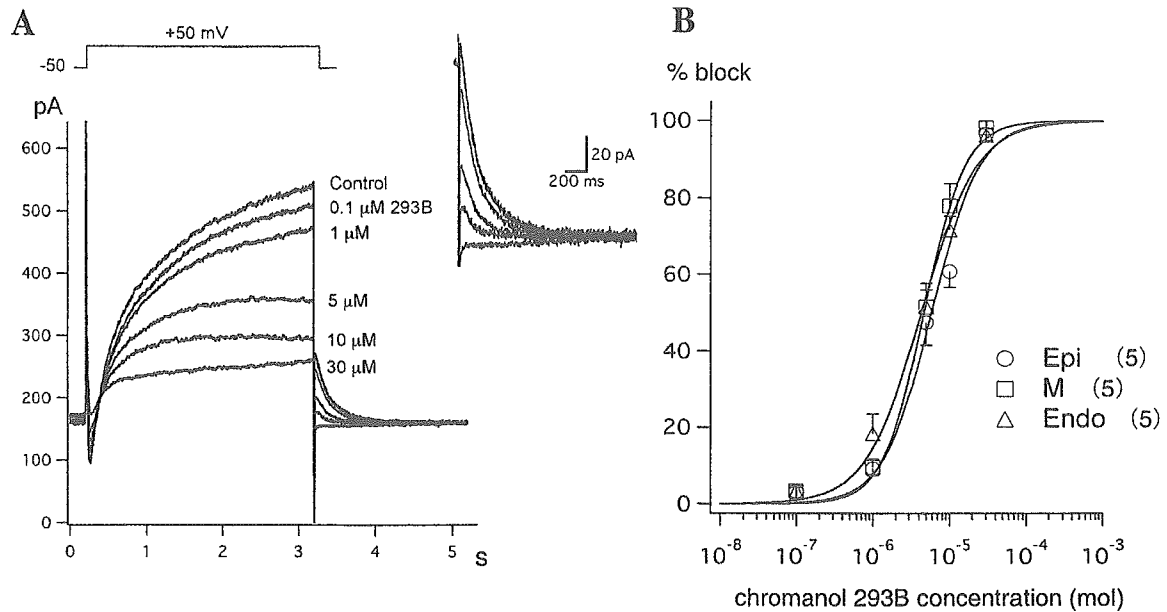 A
+50 mV
-50
pA
600
500
400
300
200
100
0
0
1
2
3
4
5
s
Control
0.1 µM 293B
1 µM
5 µM
10 µM
30 µM
20 pA
200 ms
B
% block
100
80
60
40
20
0
10⁻⁸
10⁻⁷
10⁻⁶
10⁻⁵
10⁻⁴
10⁻³
chromanol 293B concentration (mol)
Epi (5)
M (5)
Endo (5)